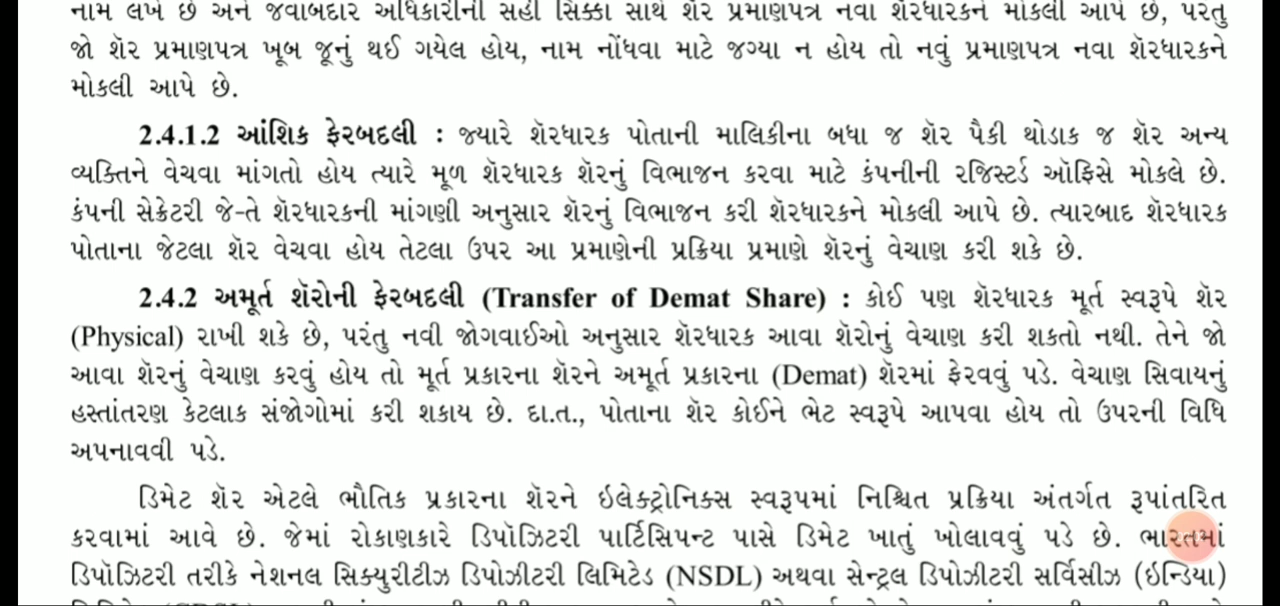 નામ લખે છે અને જવાબદાર અધિકારીની સહી સિક્કા સાથે શૅર પ્રમાણપત્ર નવા શૅરધારકને મોકલી આપે છે, પરંતુ
જો શૅર પ્રમાણપત્ર ખૂબ જૂનું થઈ ગયેલ હોય, નામ નોંધવા માટે જગ્યા ન હોય તો નવું પ્રમાણપત્ર નવા શૅરધારકને
મોકલી આપે છે.
2.4.1.2 આંશિક ફેરબદલી : જ્યારે શૅરધારક પોતાની માલિકીના બધા જ શૅર પૈકી થોડાક જ શૅર અન્ય
વ્યક્તિને વેચવા માંગતો હોય ત્યારે મૂળ શૅરધારક શૅરનું વિભાજન કરવા માટે કંપનીની રજિસ્ટર્ડ ઑફિસે મોકલે છે.
કંપની સેક્રેટરી જે-તે શૅરધારકની માંગણી અનુસાર શૅરનું વિભાજન કરી શૅરધારકને મોકલી આપે છે. ત્યારબાદ શૅરધારક
પોતાના જેટલા શૅર વેચવા હોય તેટલા ઉપર આ પ્રમાણેની પ્રક્રિયા પ્રમાણે શૅરનું વેચાણ કરી શકે છે.
2.4.2 અમૂર્ત શૅરોની ફેરબદલી (Transfer of Demat Share) : કોઈ પણ શૅરધારક મૂર્ત સ્વરૂપે શૅર
(Physical) રાખી શકે છે, પરંતુ નવી જોગવાઈઓ અનુસાર શૅરધારક આવા શૅરોનું વેચાણ કરી શકતો નથી. તેને જો
આવા શૅરનું વેચાણ કરવું હોય તો મૂર્ત પ્રકારના શૅરને અમૂર્ત પ્રકારના (Demat) શૅરમાં ફેરવવું પડે. વેચાણ સિવાયનું
હસ્તાંતરણ કેટલાક સંજોગોમાં કરી શકાય છે. દા.ત., પોતાના શૅર કોઈને ભેટ સ્વરૂપે આપવા હોય તો ઉપરની વિધિ
અપનાવવી પડે.
ડિમેટ શૅર એટલે ભૌતિક પ્રકારના શૅરને ઇલેક્ટ્રોનિક્સ સ્વરૂપમાં નિશ્ચિત પ્રક્રિયા અંતર્ગત રૂપાંતરિત
કરવામાં આવે છે. જેમાં રોકાણકારે ડિપૉઝિટરી પાર્ટિસિપન્ટ પાસે ડિમેટ ખાતું ખોલાવવું પડે છે. ભારતમાં
ડિપૉઝિટરી તરીકે નેશનલ સિક્યુરીટીઝ ડિપોઝીટરી લિમિટેડ (NSDL) અથવા સેન્ટ્રલ ડિપોઝીટરી સર્વિસીઝ (ઇન્ડિયા)